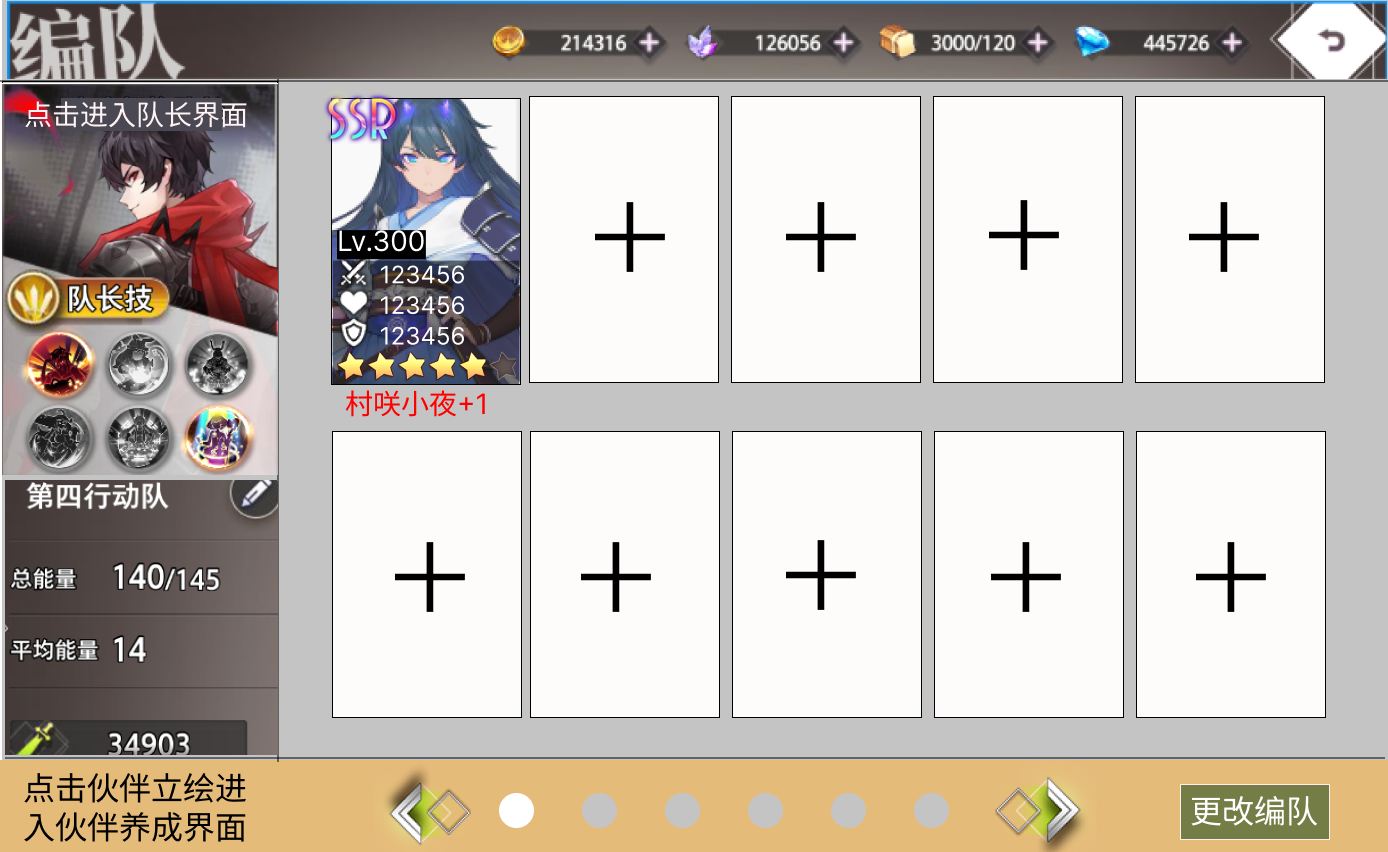 编队
214316
126056
3000/120
445726
点击进入队长界面
队长技
第四行动队
总能量 140/145
平均能量 14
34903
SSR
Lv.300
123456
123456
123456
村咲小夜+1
点击伙伴立绘进
入伙伴养成界面
更改编队